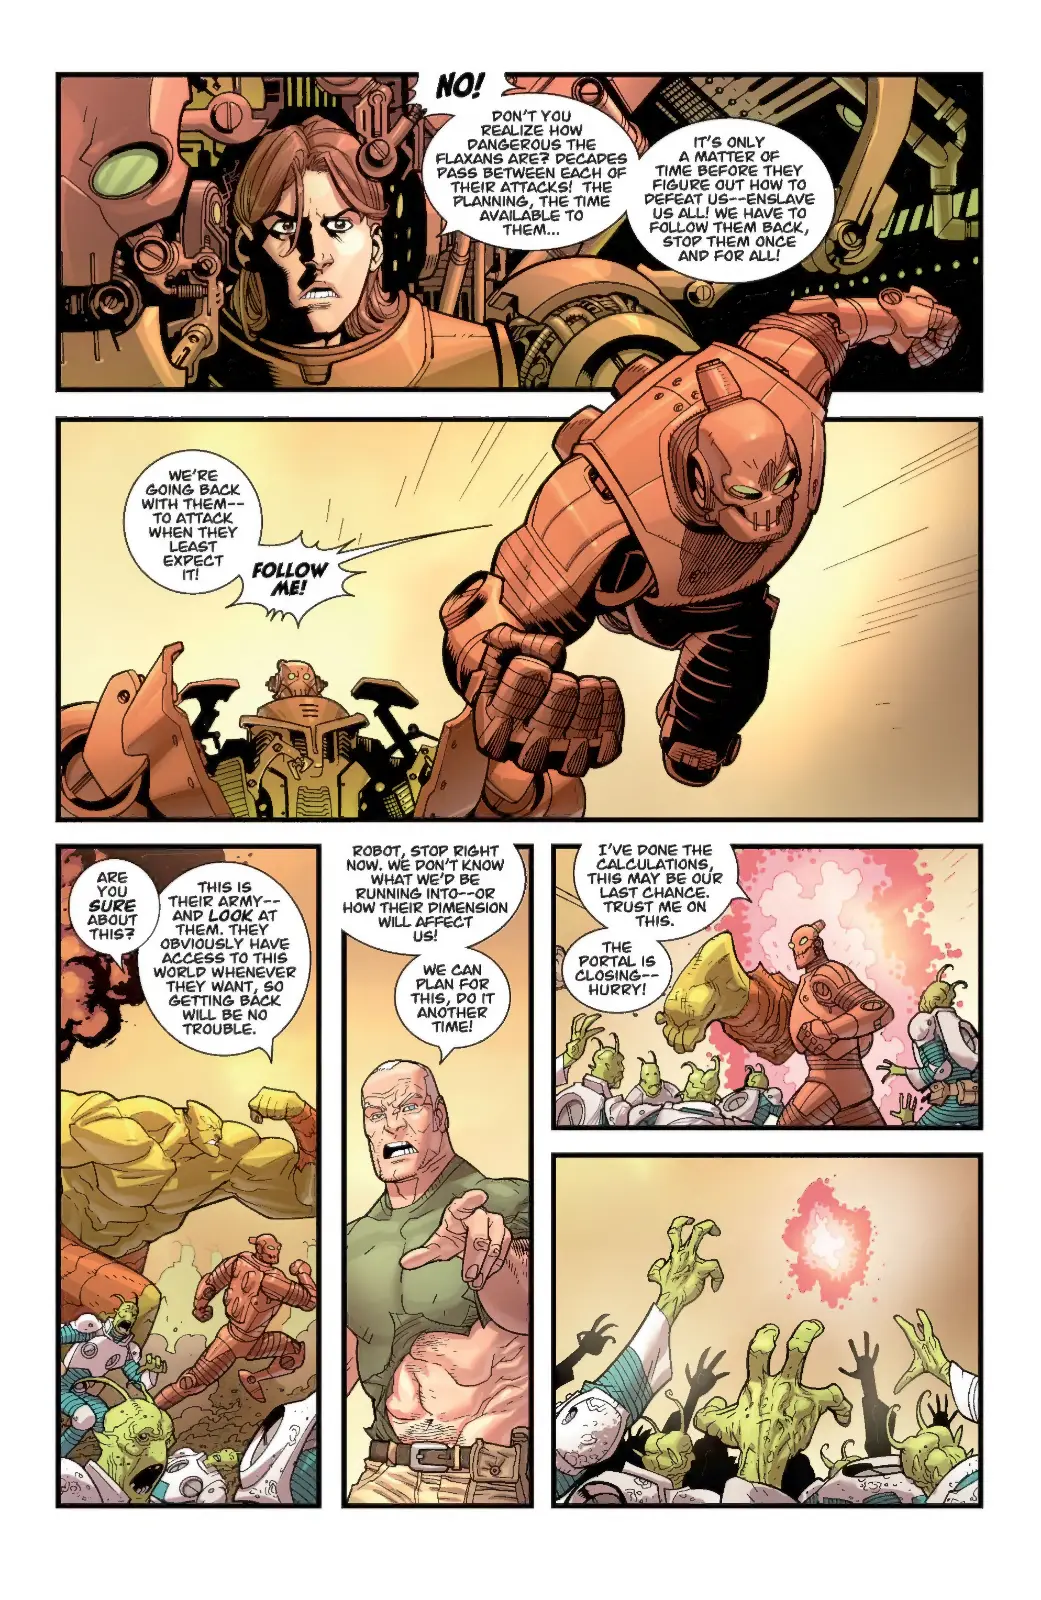 NO!
DON'T YOU
REALIZE HOW
DANGEROUS THE
FLAXANS ARE? DECADES
PASS BETWEEN EACH OF
THEIR ATTACKS! THE
PLANNING, THE TIME
AVAILABLE TO
THEM...
IT'S ONLY
A MATTER OF
TIME BEFORE THEY
FIGURE OUT HOW TO
DEFEAT US--ENSLAVE
US ALL! WE HAVE TO
FOLLOW THEM BACK,
STOP THEM ONCE
AND FOR ALL!
WE'RE
GOING BACK
WITH THEM--
TO ATTACK
WHEN THEY
LEAST
EXPECT
IT!
FOLLOW
ME!
ARE
YOU
SURE
ABOUT
THIS?
THIS IS
THEIR ARMY--
AND LOOK AT
THEM. THEY
OBVIOUSLY HAVE
ACCESS TO THIS
WORLD WHENEVER
THEY WANT, SO
GETTING BACK
WILL BE NO
TROUBLE.
ROBOT, STOP RIGHT
NOW. WE DON'T KNOW
WHAT WE'D BE
RUNNING INTO--OR
HOW THEIR DIMENSION
WILL AFFECT
US!
WE CAN
PLAN FOR
THIS, DO IT
ANOTHER
TIME!
I'VE DONE THE
CALCULATIONS,
THIS MAY BE OUR
LAST CHANCE.
TRUST ME ON
THIS.
THE
PORTAL IS
CLOSING--
HURRY!